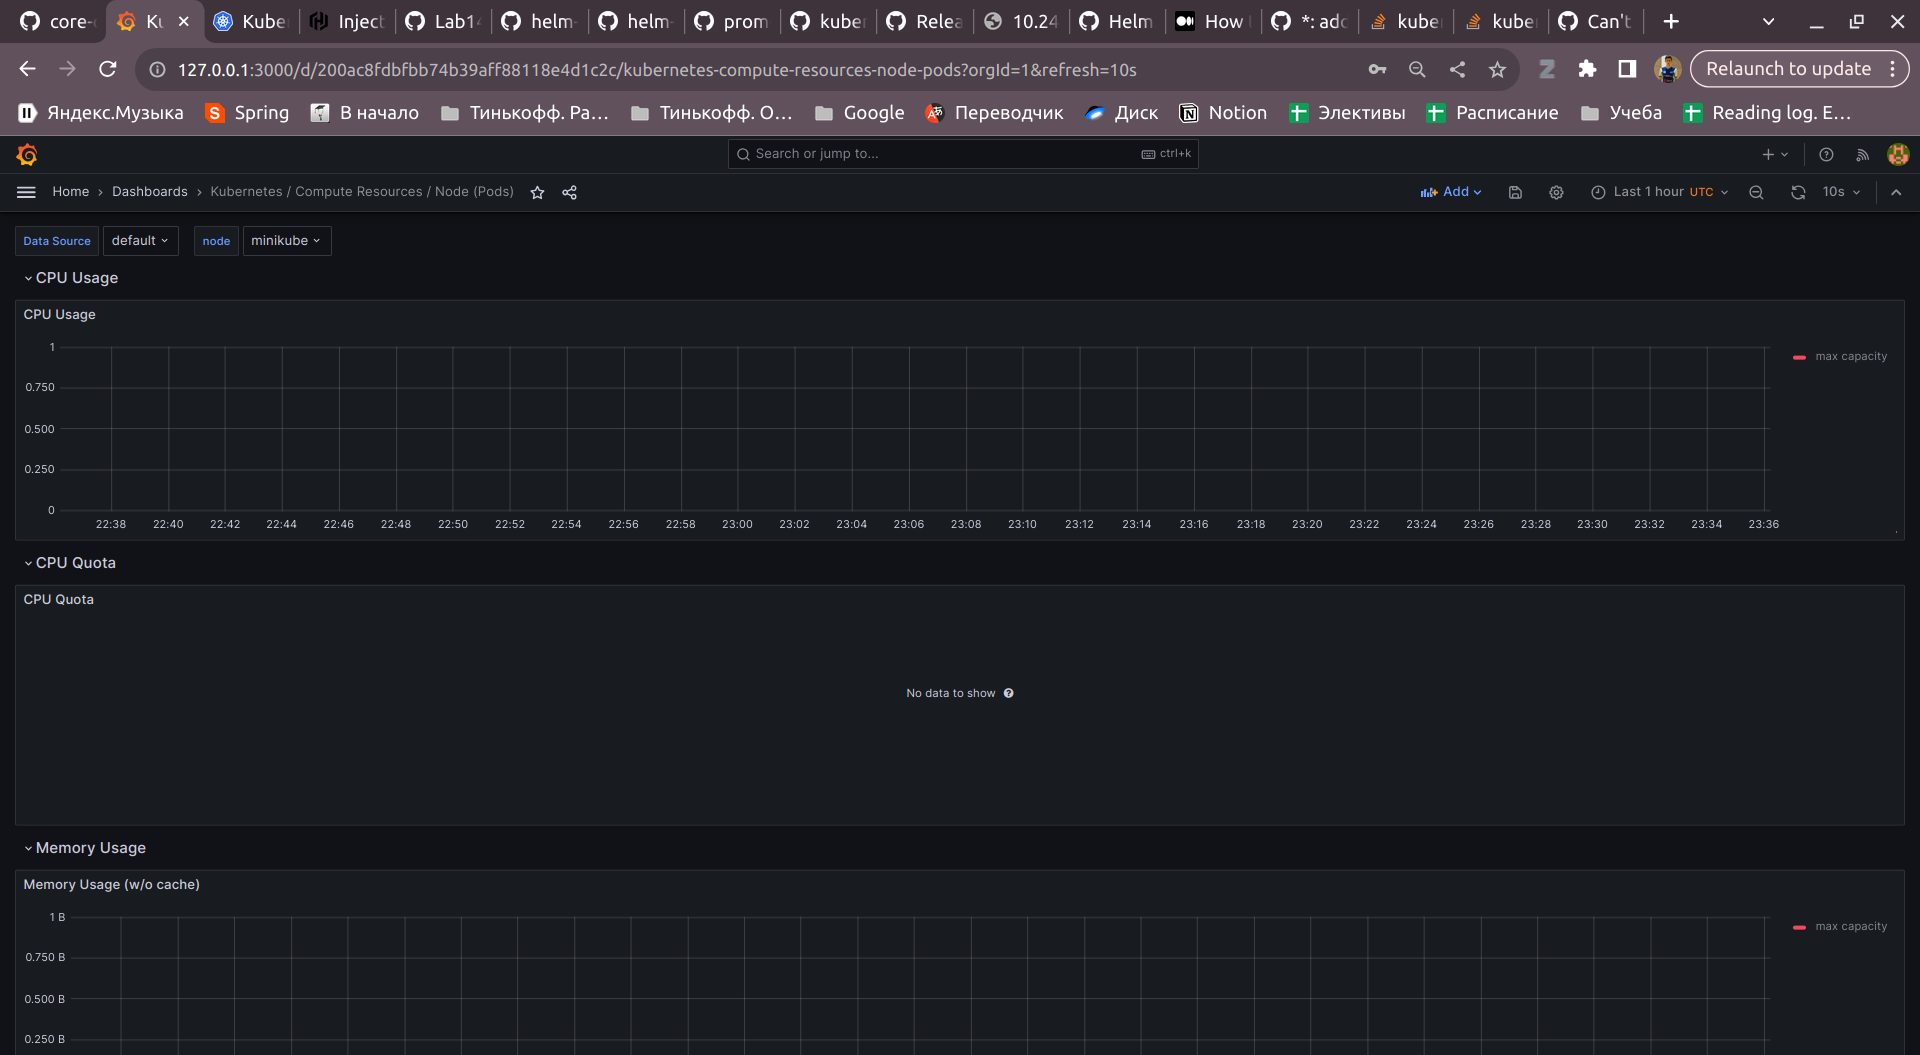 core-
Ku
Kuber
Inject
Lab14
helm-
helm-
prom
kuber
Relea
10.24
Helm
How
*: adc
kuber
kuber
Can't
127.0.0.1:3000/d/200ac8fdbfbb74b39aff88118e4d1c2c/kubernetes-compute-resources-node-pods?orgId=1&refresh=10s
Relaunch to update
Яндекс.Музыка
Spring
В начало
Тинькофф. Ра...
Тинькофф. О...
Google
Переводчик
Диск
Notion
Элективы
Расписание
Учеба
Reading log. E...
Search or jump to...
ctrl+k
Home > Dashboards > Kubernetes / Compute Resources / Node (Pods)
Add
Last 1 hour UTC
10s
Data Source default
node minikube
CPU Usage
CPU Usage
1
0.750
0.500
0.250
0
22:38 22:40 22:42 22:44 22:46 22:48 22:50 22:52 22:54 22:56 22:58 23:00 23:02 23:04 23:06 23:08 23:10 23:12 23:14 23:16 23:18 23:20 23:22 23:24 23:26 23:28 23:30 23:32 23:34 23:36
max capacity
CPU Quota
CPU Quota
No data to show
Memory Usage
Memory Usage (w/o cache)
1 B
0.750 B
0.500 B
0.250 B
max capacity